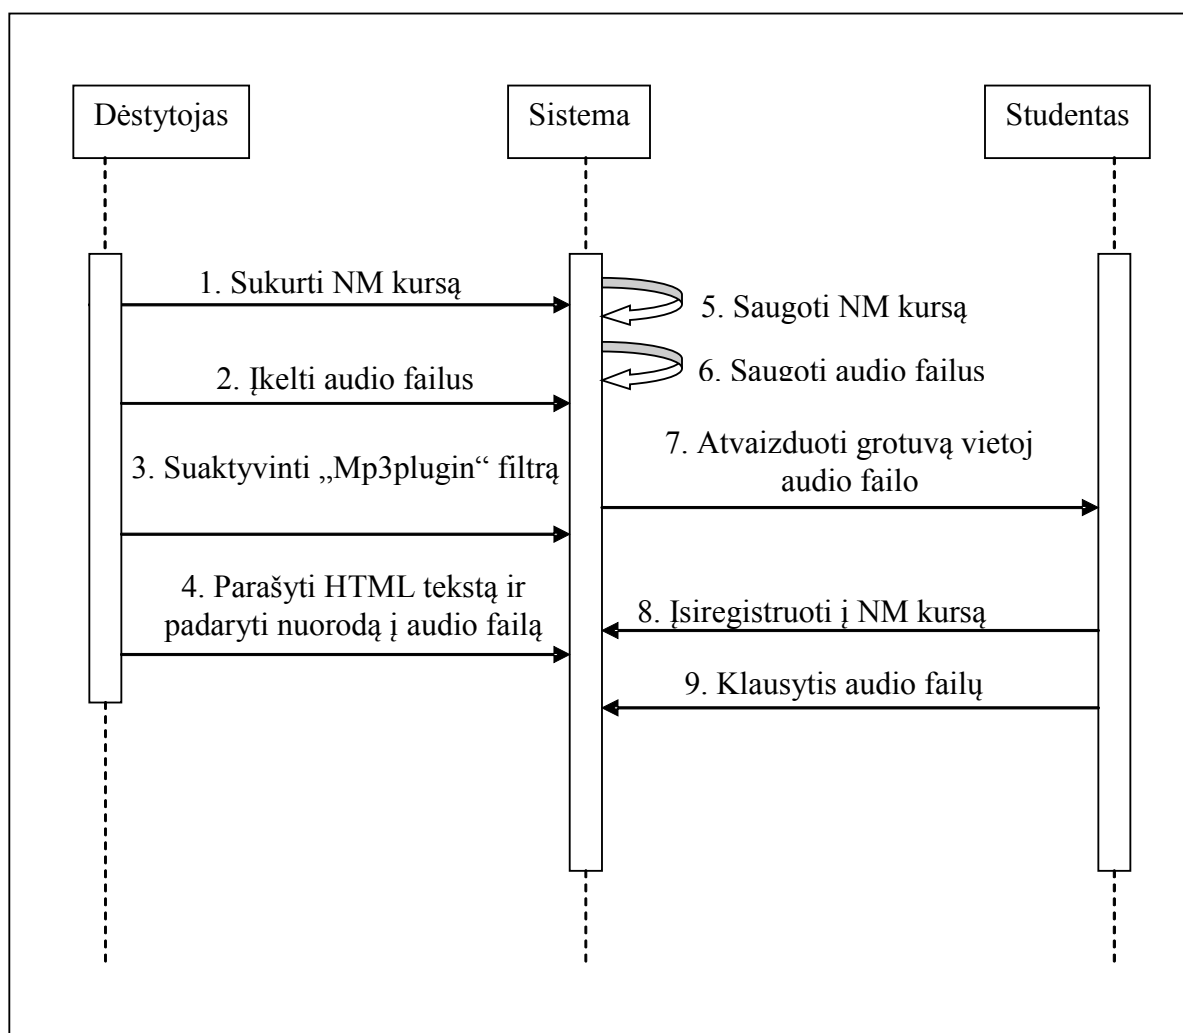 Dėstytojas
Sistema
Studentas
1. Sukurti NM kursą
5. Saugoti NM kursą
2. Įkelti audio failus
6. Saugoti audio failus
3. Suaktyvinti „Mp3plugin“ filtrą
7. Atvaizduoti grotuvą vietoj
audio failo
4. Parašyti HTML tekstą ir
padaryti nuorodą į audio failą
8. Įsiregistruoti į NM kursą
9. Klausytis audio failų